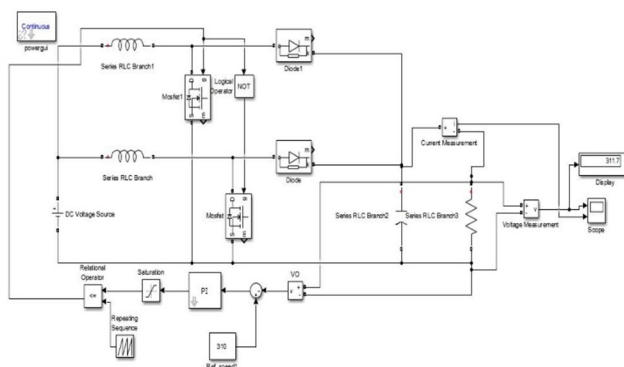 Continuous
powergui
Series RLC Branch1
Diode1
Mosfet1
Logical
Operator
NOT
Current Measurement
311.7
Display
Series RLC Branch
Diode
Mosfet
DC Voltage Source
Series RLC Branch2
Series RLC Branch3
Voltage Measurement
Scope
Relational
Operator
Saturation
PI
VO
<=
Repeating
Sequence
310